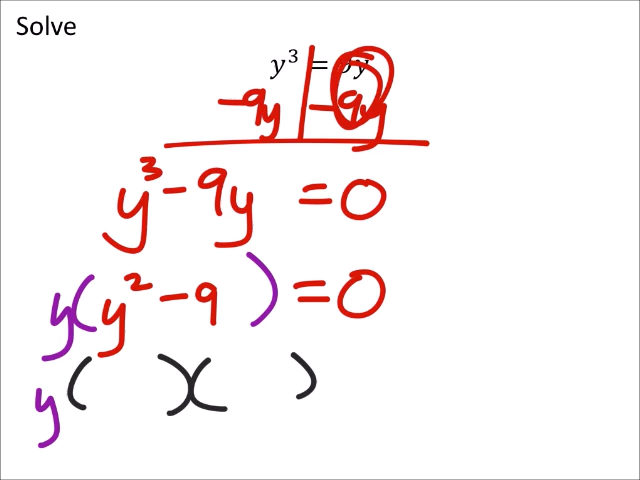 Solve
y³ = 9y
-9y | -9y
y³ - 9y = 0
y(y² - 9) = 0
y(  )(  )